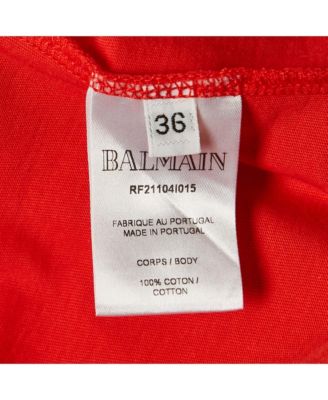 36
BALMAIN
RF21104I015
FABRIQUE AU PORTUGAL
MADE IN PORTUGAL
CORPS / BODY
100% COTON /
COTTON